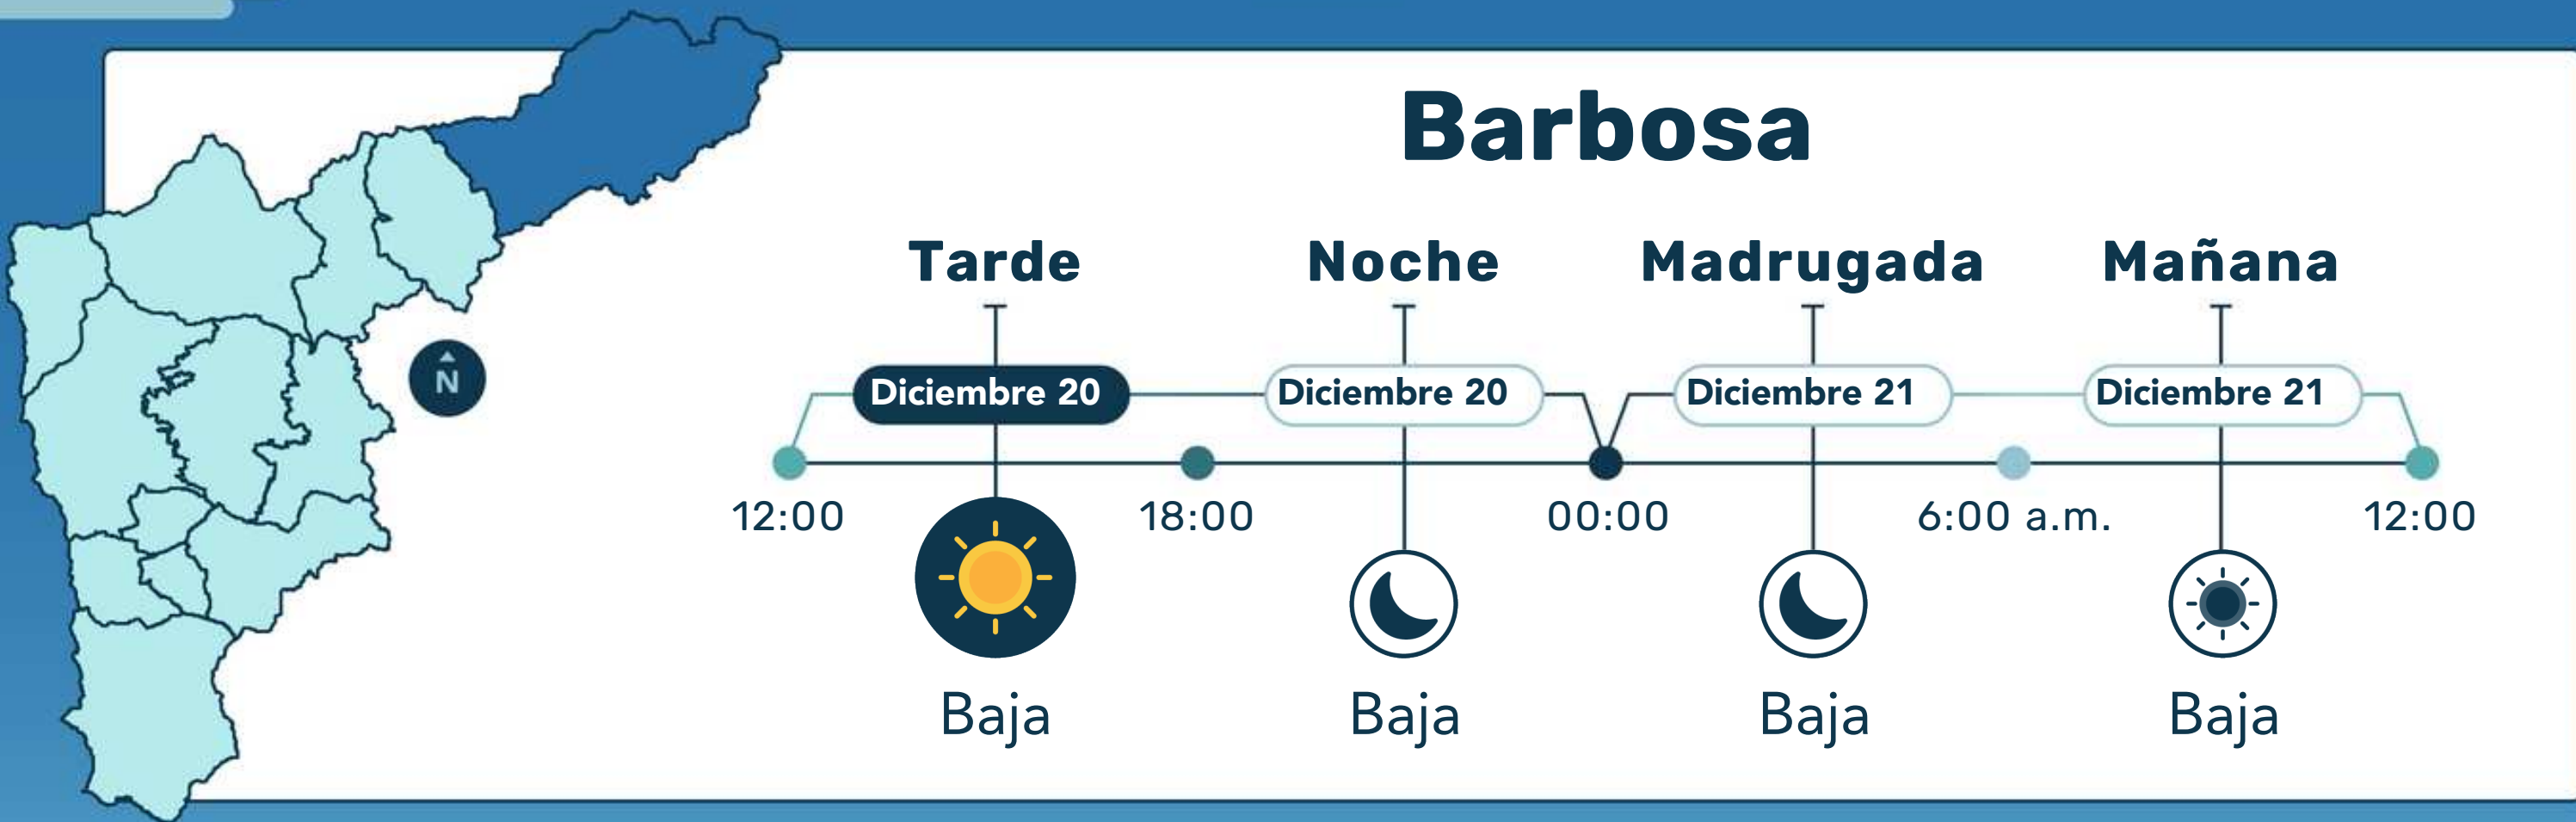 Barbosa
Tarde Noche Madrugada Mañana
Diciembre 20 Diciembre 20 Diciembre 21 Diciembre 21
N
12:00 18:00 00:00 6:00 a.m. 12:00
Baja Baja Baja Baja